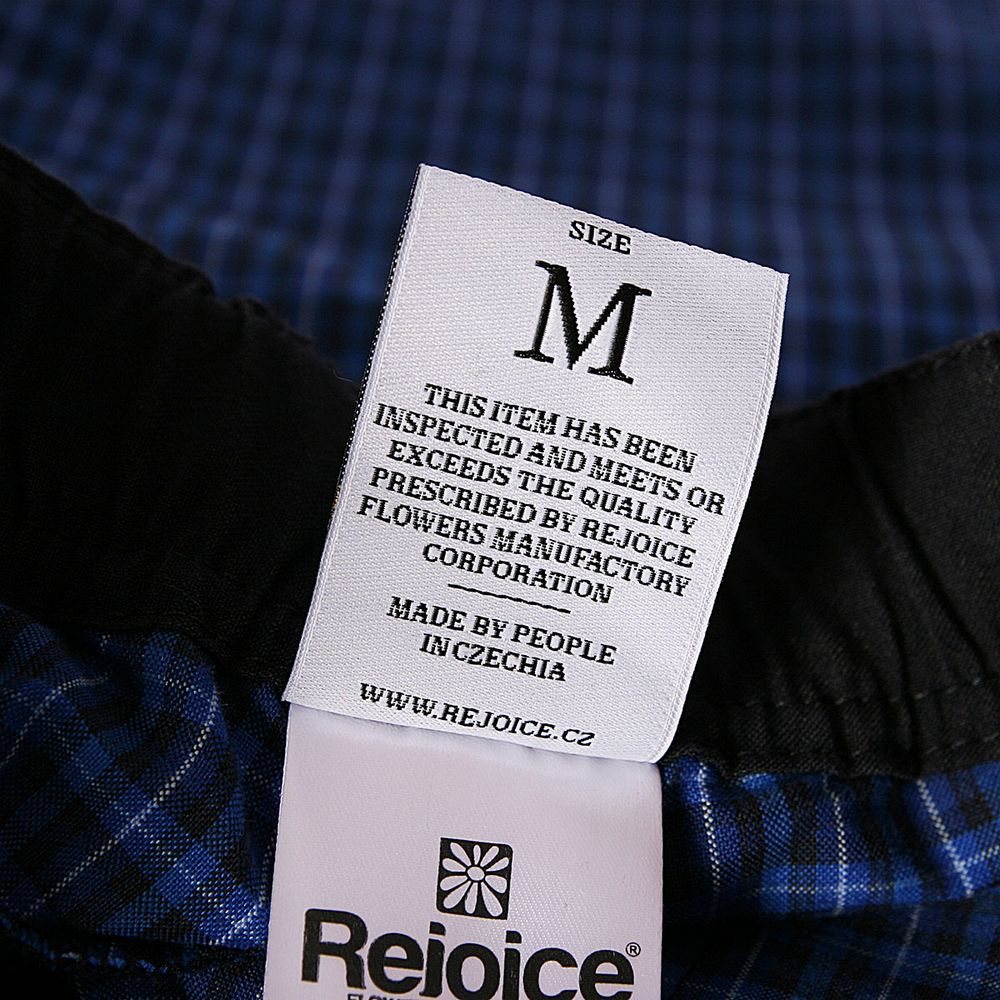 SIZE
M
THIS ITEM HAS BEEN
INSPECTED AND MEETS OR
EXCEEDS THE QUALITY
PRESCRIBED BY REJOICE
FLOWERS MANUFACTORY
CORPORATION
MADE BY PEOPLE
IN CZECHIA
WWW.REJOICE.CZ
Rejoice®